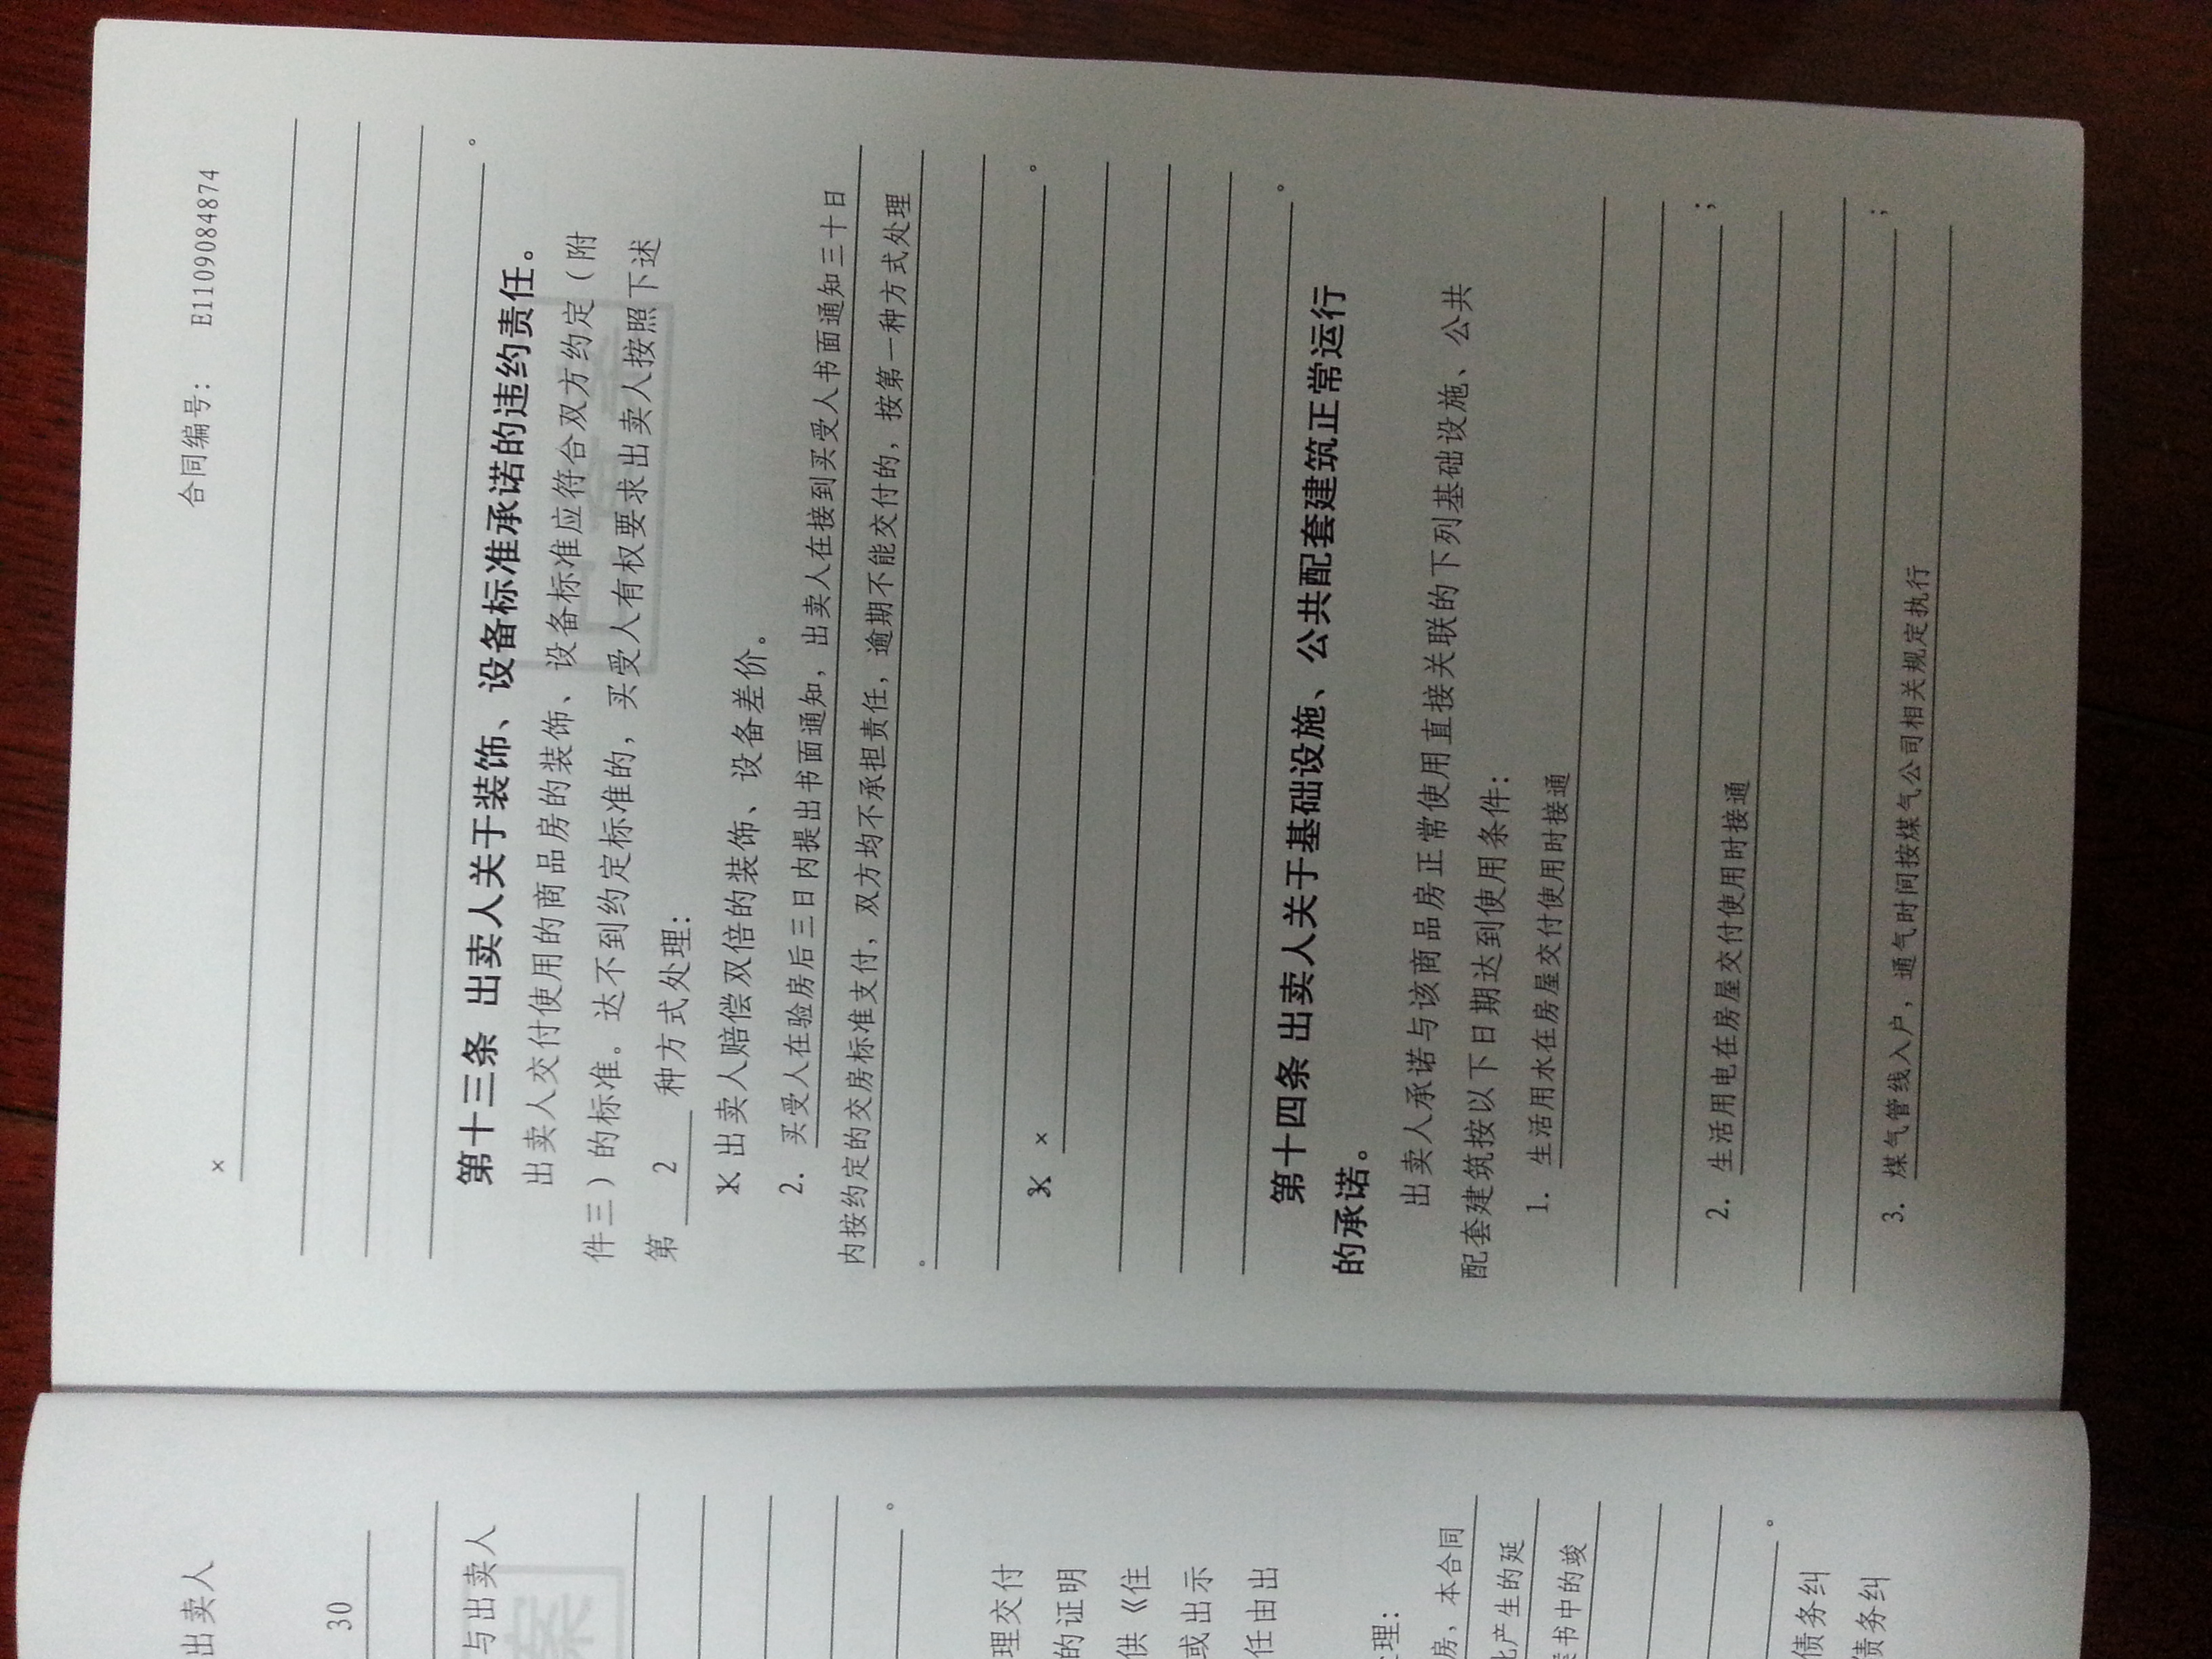 出卖人
30
与出卖人
。
理交付
的证明
供《住
或出示
任由出
理:
房，本合同
产生的延
书中的竣
。
债务纠
债务纠
合同编号: E1109084874
×
。
第十三条 出卖人关于装饰、设备标准承诺的违约责任。
出卖人交付使用的商品房的装饰、设备标准应符合双方约定（附
件三）的标准。达不到约定标准的，买受人有权要求出卖人按照下述
第 2 种方式处理:
出卖人赔偿双倍的装饰、设备差价。
2. 买受人在验房后三日内提出书面通知，出卖人在接到买受人书面通知三十日
内按约定的交房标准支付，双方均不承担责任，逾期不能交付的，按第一种方式处理
。
3 ×
。
。
第十四条 出卖人关于基础设施、公共配套建筑正常运行
的承诺。
出卖人承诺与该商品房正常使用直接关联的下列基础设施、公共
配套建筑按以下日期达到使用条件:
1. 生活用水在房屋交付使用时接通
;
2. 生活用电在房屋交付使用时接通
;
3. 煤气管线入户，通气时间按煤气公司相关规定执行